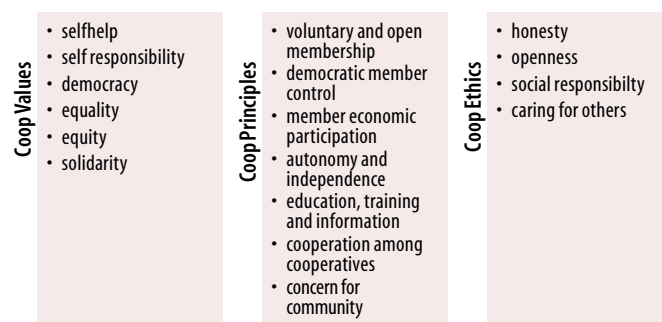 Coop Values
• selfhelp
• self responsibility
• democracy
• equality
• equity
• solidarity
Coop Principles
• voluntary and open
membership
• democratic member
control
• member economic
participation
• autonomy and
independence
• education, training
and information
• cooperation among
cooperatives
• concern for
community
Coop Ethics
• honesty
• openness
• social responsibilty
• caring for others